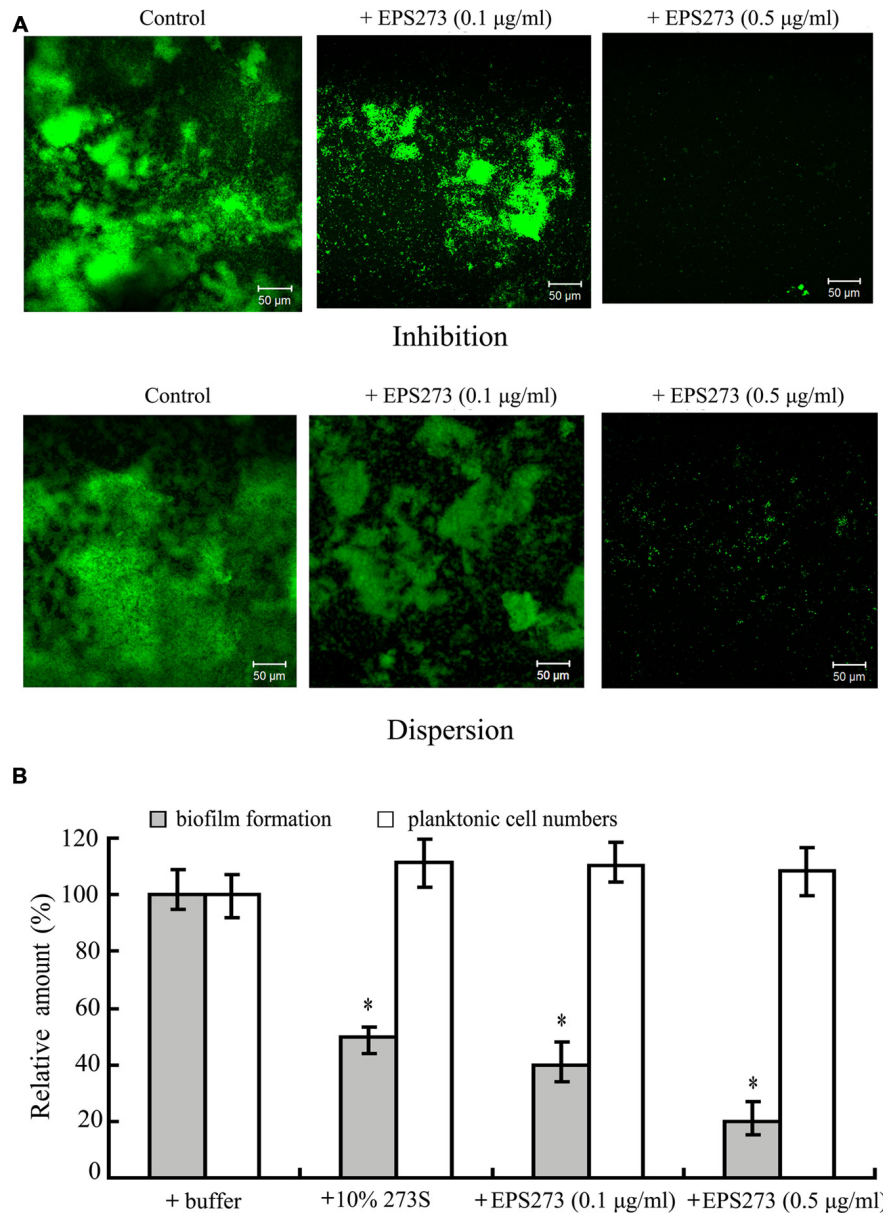 A
Control + EPS273 (0.1 µg/ml) + EPS273 (0.5 µg/ml)
50 µm 50 µm 50 µm
Inhibition
Control + EPS273 (0.1 µg/ml) + EPS273 (0.5 µg/ml)
50 µm 50 µm 50 µm
Dispersion
B
biofilm formation planktonic cell numbers
Relative amount (%)
120
100
80
60
40
20
0
* * *
+ buffer +10% 273S +EPS273 (0.1 µg/ml) +EPS273 (0.5 µg/ml)